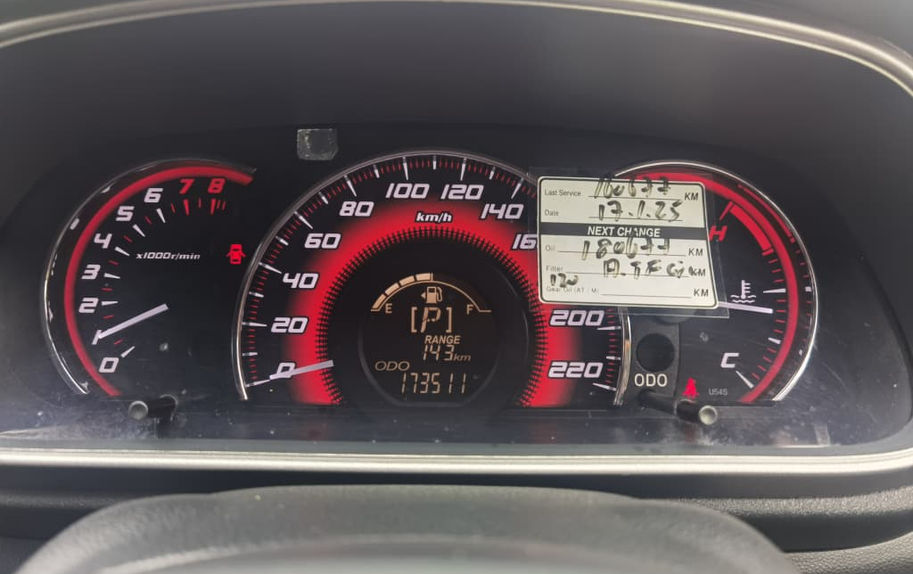 0 1 2 3 4 5 6 7 8
x1000r/min
0 20 40 60 80 100 120 140 200 220
km/h
E F
[P]
RANGE
143km
ODO
173511
Last Service KM
Date 17.1.25
NEXT CHANGE
Oil 180677 KM
Filter KM
Gear Oil (AT / M) KM
H
C
ODO
U54S